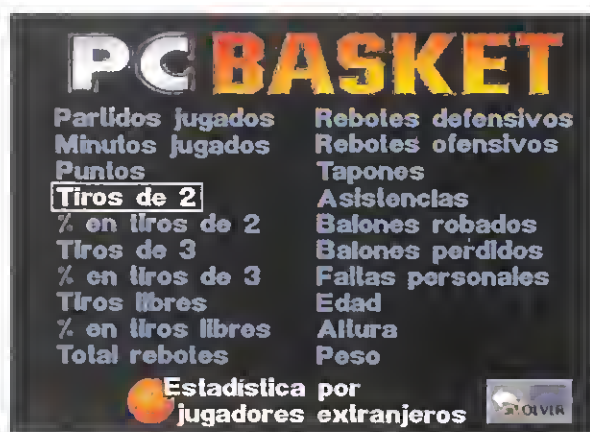 PC BASKET
Partidos jugados
Minutos jugados
Puntos
Tiros de 2
% en tiros de 2
Tiros de 3
% en tiros de 3
Tiros libres
% en tiros libres
Total rebotes
Rebotes defensivos
Rebotes ofensivos
Tapones
Asistencias
Balones robados
Balones perdidos
Faltas personales
Edad
Altura
Peso
Estadística por
jugadores extranjeros
VOLVER